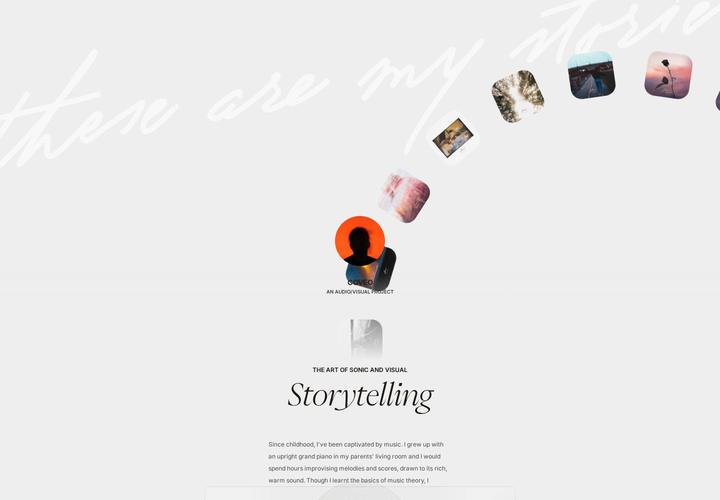 these are my stories
COVEO
AN AUDIO/VISUAL PROJECT
THE ART OF SONIC AND VISUAL
Storytelling
Since childhood, I've been captivated by music. I grew up with
an upright grand piano in my parents' living room and I would
spend hours improvising melodies and scores, drawn to its rich,
warm sound. Though I learnt the basics of music theory, I